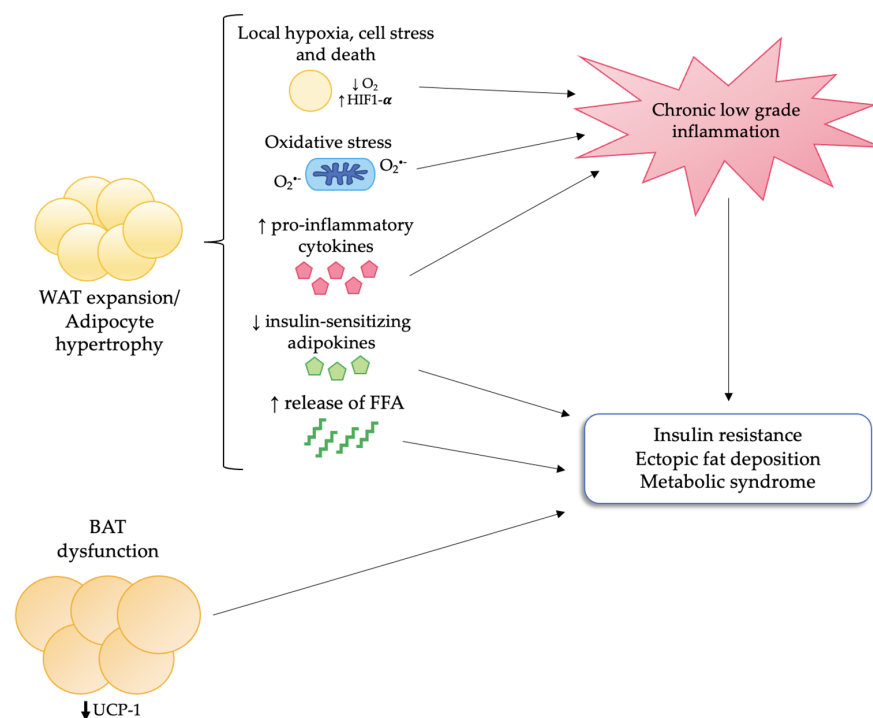 Local hypoxia, cell stress
and death
↓ O₂
↑ HIF1-α
Oxidative stress
O₂•-
O₂•-
↑ pro-inflammatory
cytokines
↓ insulin-sensitizing
adipokines
↑ release of FFA
WAT expansion/
Adipocyte
hypertrophy
Chronic low grade
inflammation
Insulin resistance
Ectopic fat deposition
Metabolic syndrome
BAT
dysfunction
↓ UCP-1